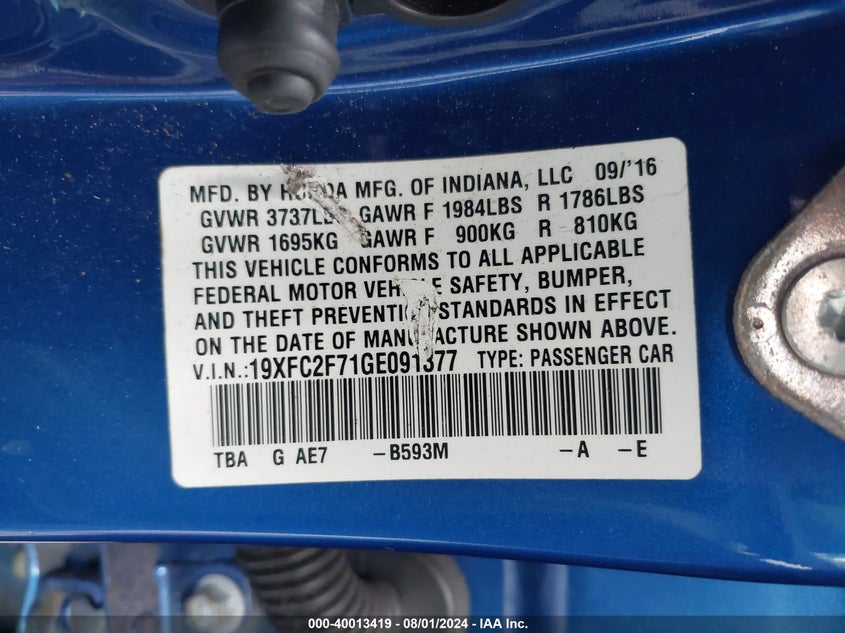 MFD. BY HONDA MFG. OF INDIANA, LLC 09/'16
GVWR 3737LBS GAWR F 1984LBS R 1786LBS
GVWR 1695KG GAWR F 900KG R 810KG
THIS VEHICLE CONFORMS TO ALL APPLICABLE
FEDERAL MOTOR VEHICLE SAFETY, BUMPER,
AND THEFT PREVENTION STANDARDS IN EFFECT
ON THE DATE OF MANUFACTURE SHOWN ABOVE.
V.I.N.:19XFC2F71GE091377 TYPE: PASSENGER CAR
TBA G AE7 -B593M -A -E
000-40013419 - 08/01/2024 - IAA Inc.